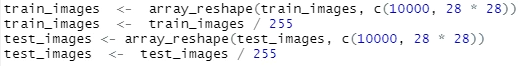 train_images <- array_reshape(train_images, c(10000, 28 * 28))
train_images <- train_images / 255
test_images <- array_reshape(test_images, c(10000, 28 * 28))
test_images <- test_images / 255